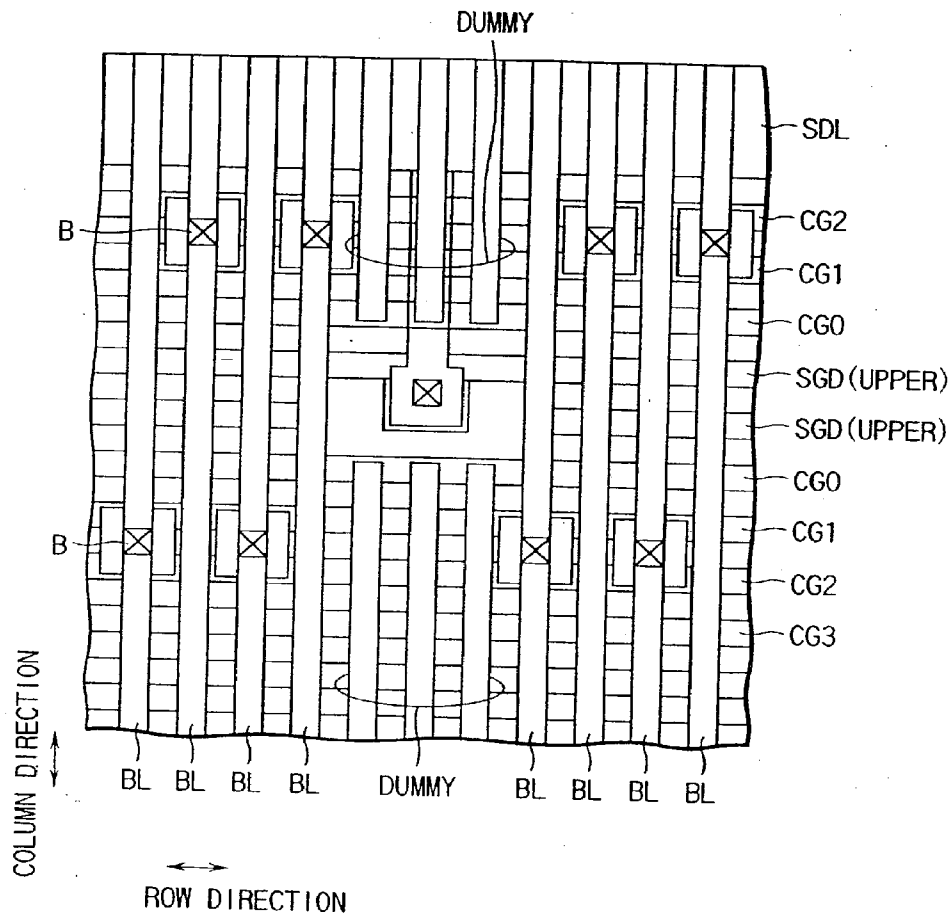 DUMMY
SDL
B
CG2
CG1
CG0
SGD(UPPER)
SGD(UPPER)
CG0
B
CG1
CG2
CG3
COLUMN DIRECTION
BL BL BL BL DUMMY BL BL BL BL
ROW DIRECTION